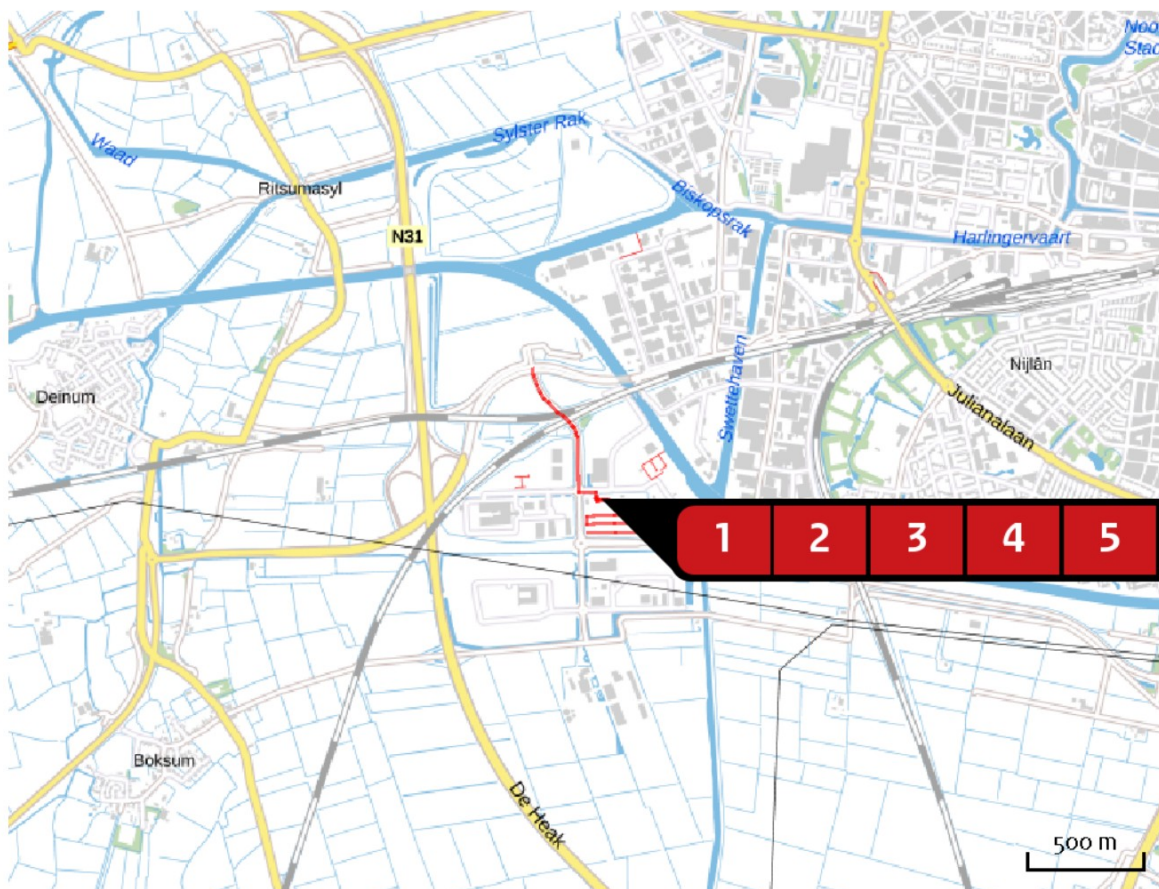 Noo
Stad
Sylster Rak
Waad
Ritsumasyl
Biskopsrak
N31
Harlingervaart
Deinum
Swettehaven
Nijlân
Julianalaan
1 2 3 4 5
Boksum
De Heak
500 m